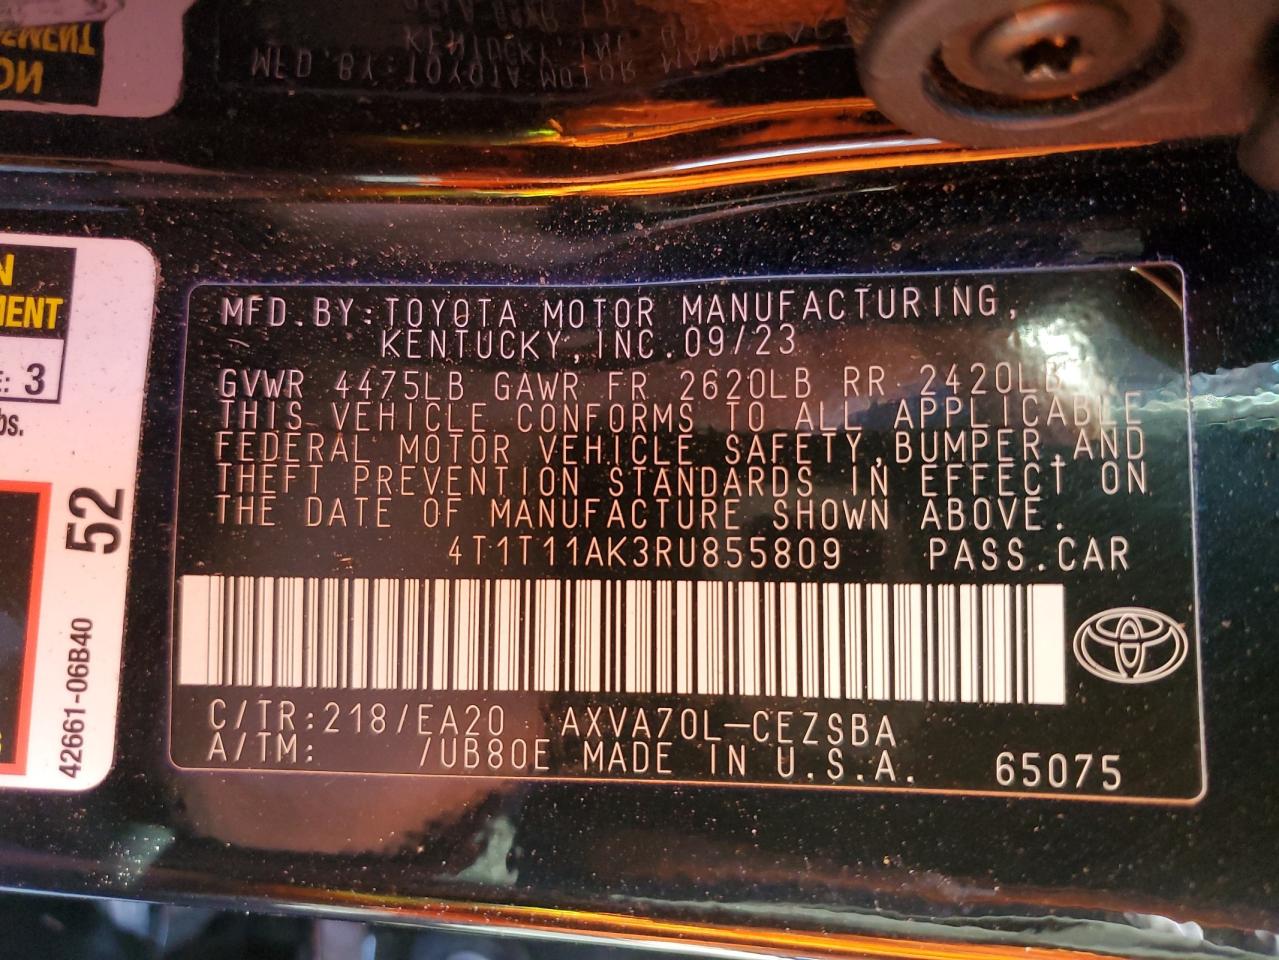 MFD.BY:TOYOTA MOTOR MANUFACTURING,
KENTUCKY,INC.09/23
GVWR 4475LB GAWR FR 2620LB RR 2420LB
THIS VEHICLE CONFORMS TO ALL APPLICABLE
FEDERAL MOTOR VEHICLE SAFETY,BUMPER,AND
THEFT PREVENTION STANDARDS IN EFFECT ON
THE DATE OF MANUFACTURE SHOWN ABOVE.
4T1T11AK3RU855809 PASS.CAR
C/TR:218/EA20 AXVA70L-CEZSBA
A/TM: /UB80E MADE IN U.S.A. 65075
3
52
42661-06B40